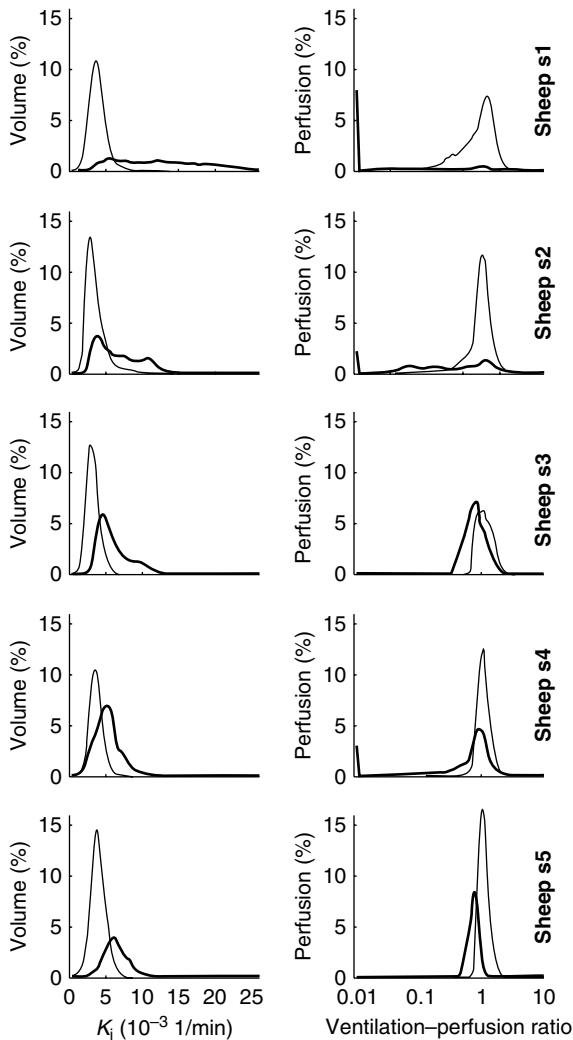 15
10
5
0
Volume (%)
15
10
5
0
Perfusion (%)
Sheep s1
15
10
5
0
Volume (%)
15
10
5
0
Perfusion (%)
Sheep s2
15
10
5
0
Volume (%)
15
10
5
0
Perfusion (%)
Sheep s3
15
10
5
0
Volume (%)
15
10
5
0
Perfusion (%)
Sheep s4
15
10
5
0
Volume (%)
15
10
5
0
Perfusion (%)
Sheep s5
0 5 10 15 20 25
0.01 0.1 1 10
Ki (10⁻³ 1/min)
Ventilation–perfusion ratio